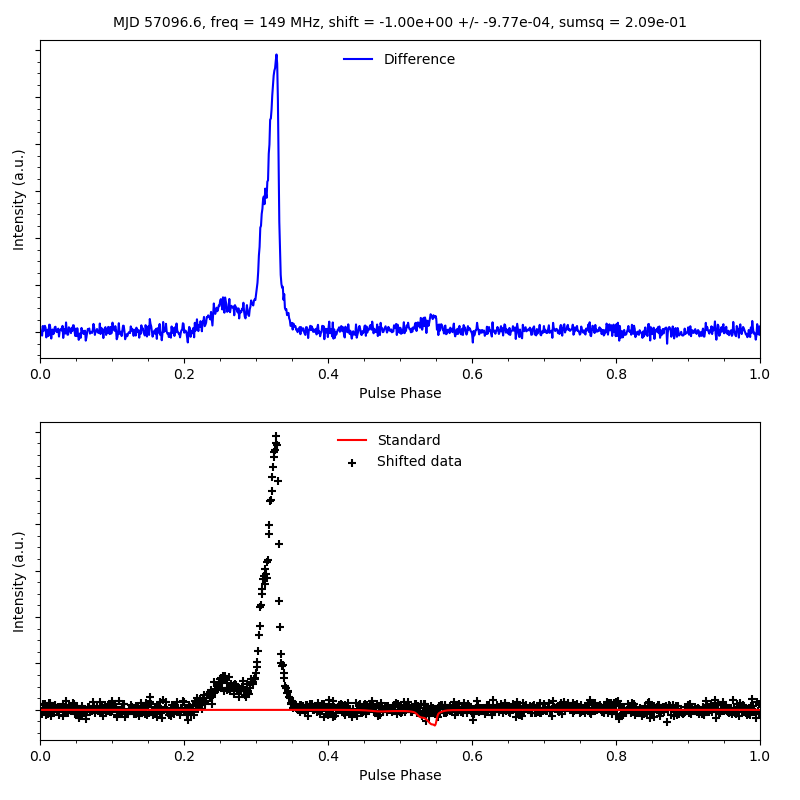 MJD 57096.6, freq = 149 MHz, shift = -1.00e+00 +/- -9.77e-04, sumsq = 2.09e-01
Difference
Intensity (a.u.)
0.0 0.2 0.4 0.6 0.8 1.0
Pulse Phase
Standard
Shifted data
Intensity (a.u.)
0.0 0.2 0.4 0.6 0.8 1.0
Pulse Phase